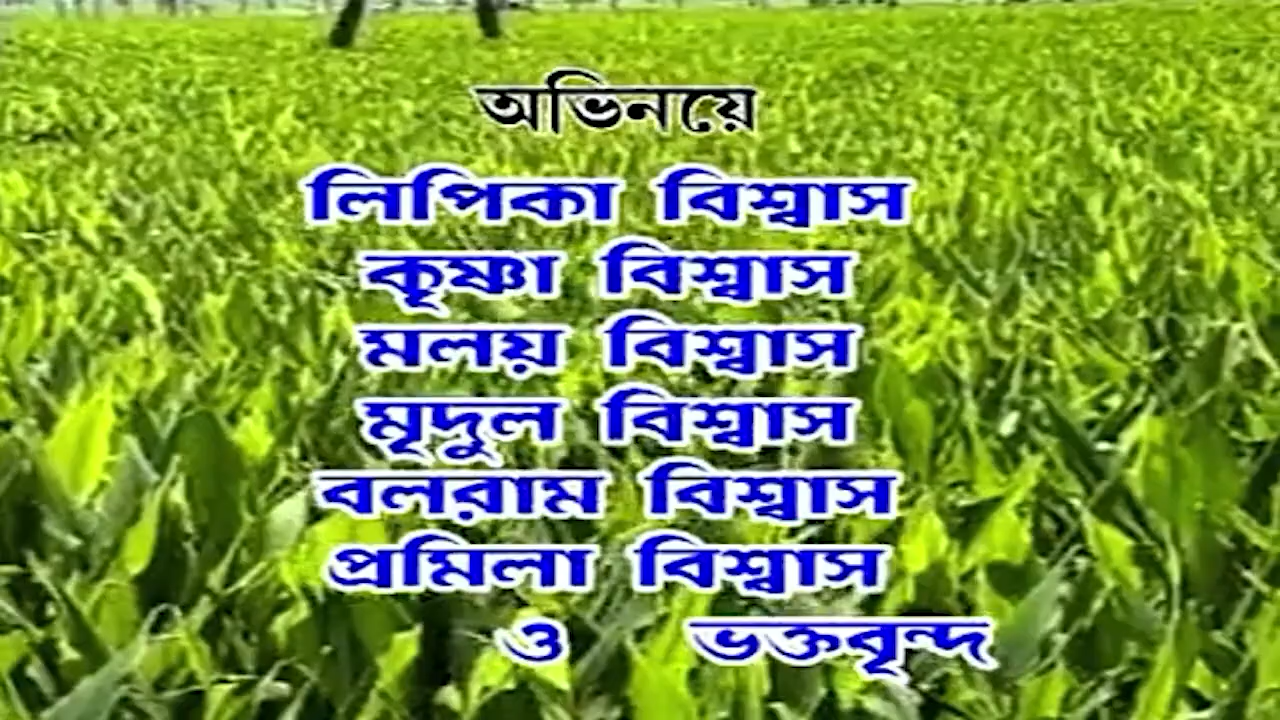 অভিনয়ে
লিপিকা বিশ্বাস
কৃষ্ণা বিশ্বাস
মলয় বিশ্বাস
মৃদুল বিশ্বাস
বলরাম বিশ্বাস
প্রমিলা বিশ্বাস
ও ভক্তবৃন্দ